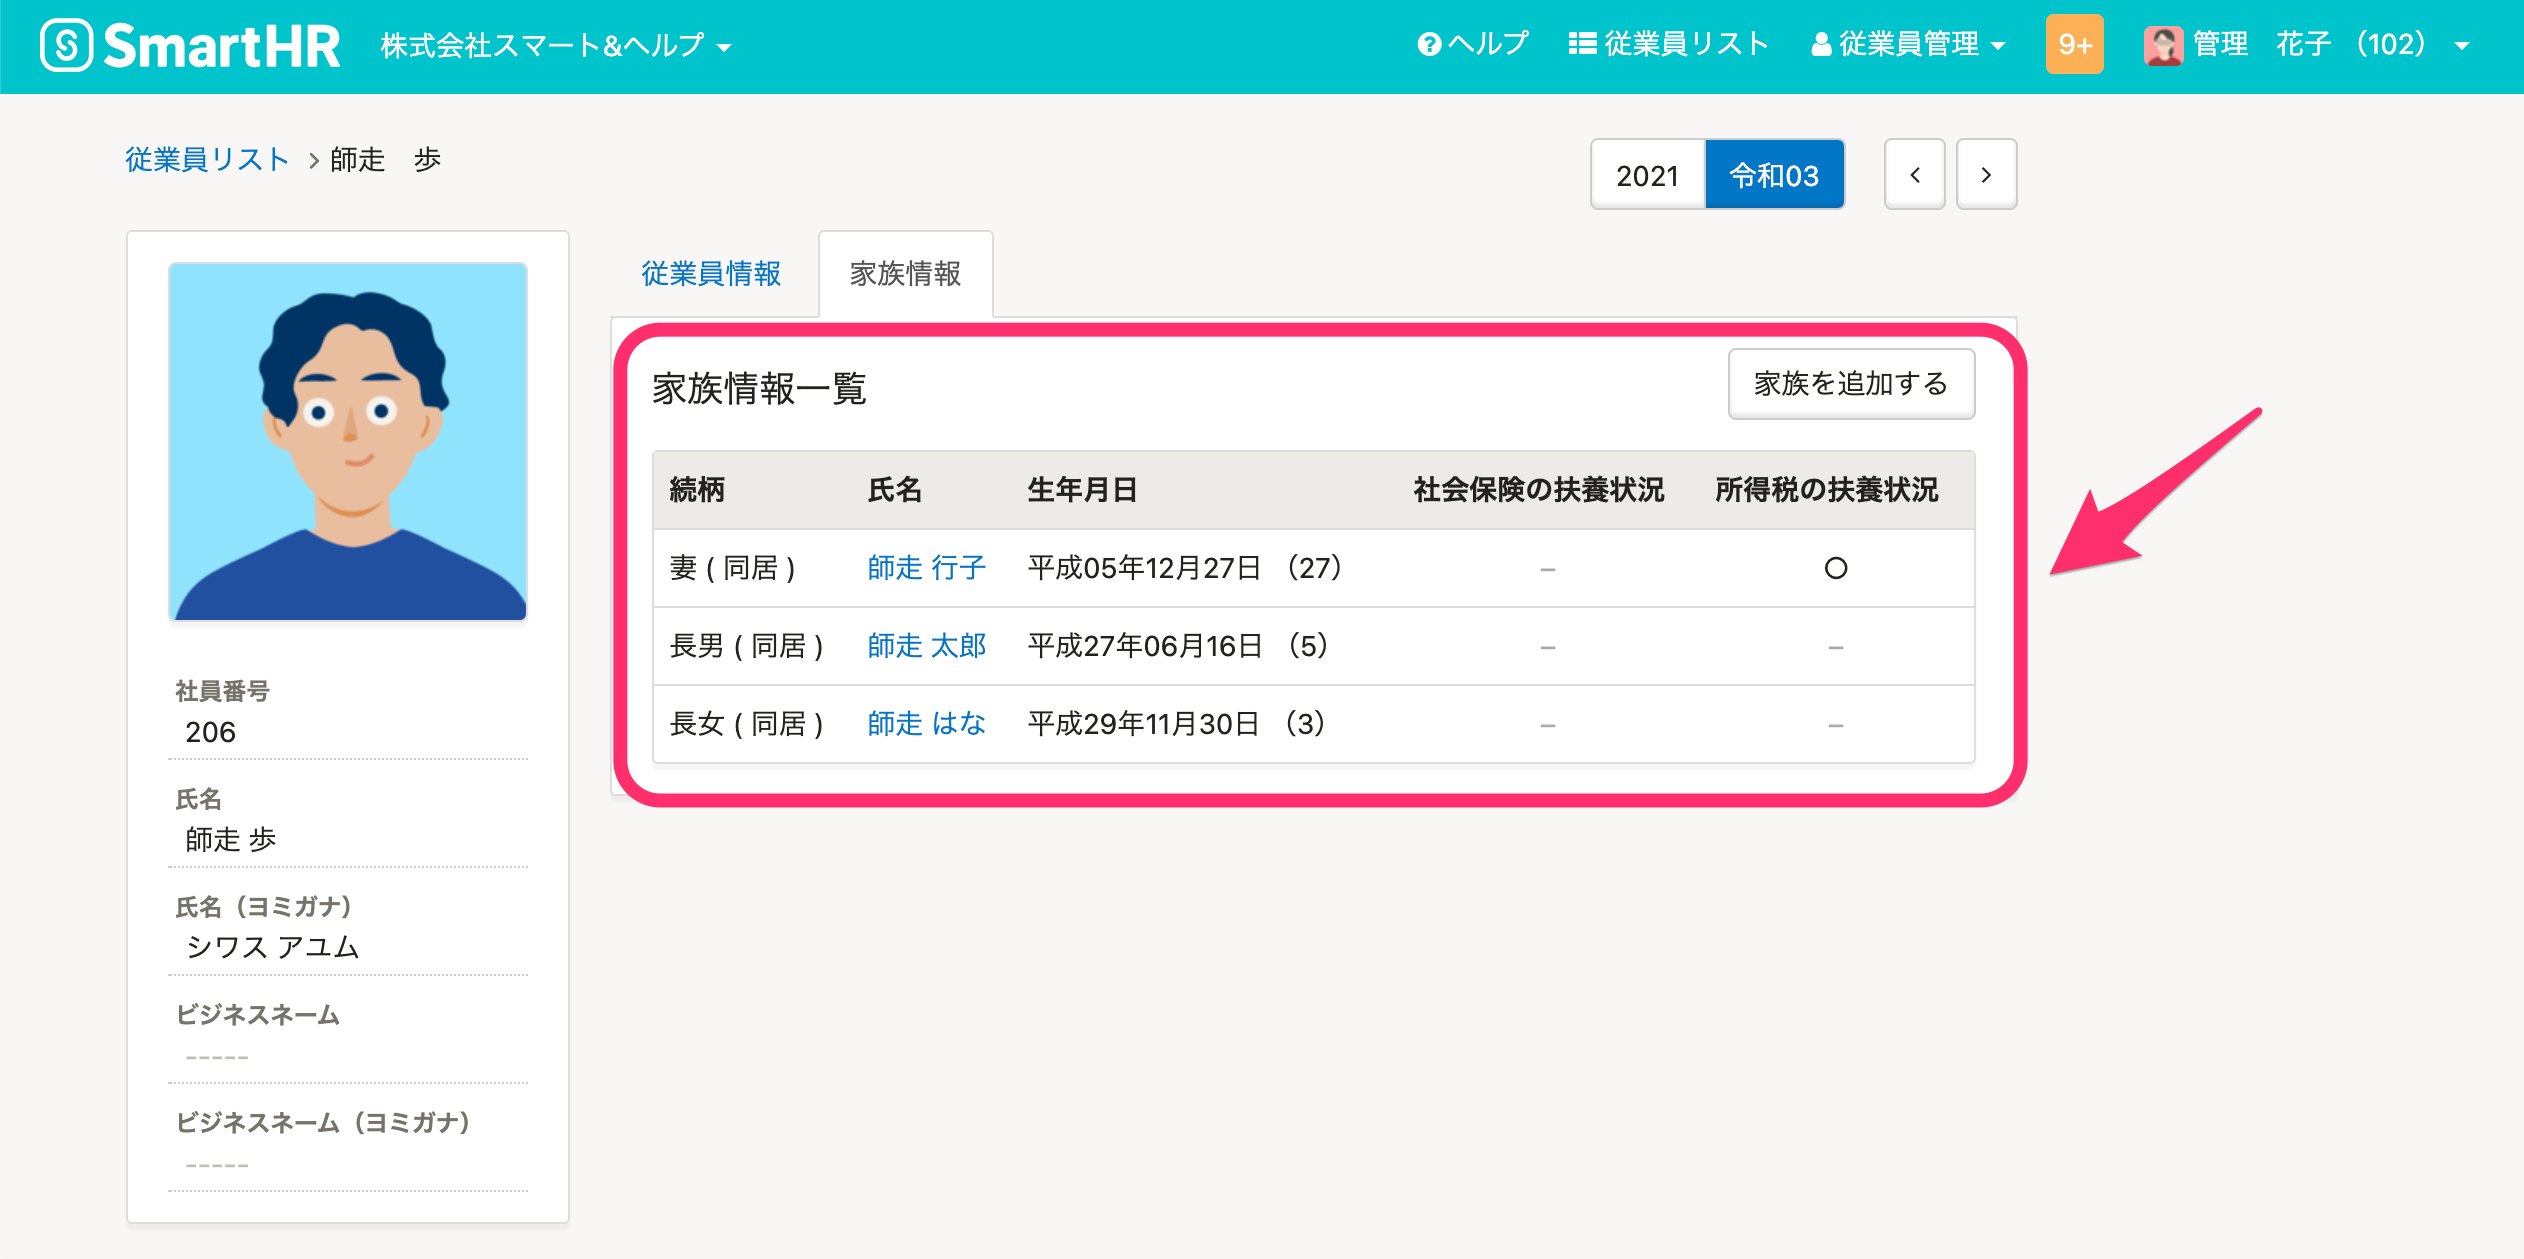 SmartHR 株式会社スマート&ヘルプ ヘルプ 従業員リスト 従業員管理 9+ 管理　花子 （102）
従業員リスト > 師走　歩
2021 令和03 < >
従業員情報 家族情報
家族情報一覧 家族を追加する
続柄 氏名 生年月日 社会保険の扶養状況 所得税の扶養状況
妻 ( 同居 ) 師走 行子 平成05年12月27日 （27） – ○
長男 ( 同居 ) 師走 太郎 平成27年06月16日 （5） – –
長女 ( 同居 ) 師走 はな 平成29年11月30日 （3） – –
社員番号
206
氏名
師走 歩
氏名（ヨミガナ）
シワス アユム
ビジネスネーム
-----
ビジネスネーム（ヨミガナ）
-----